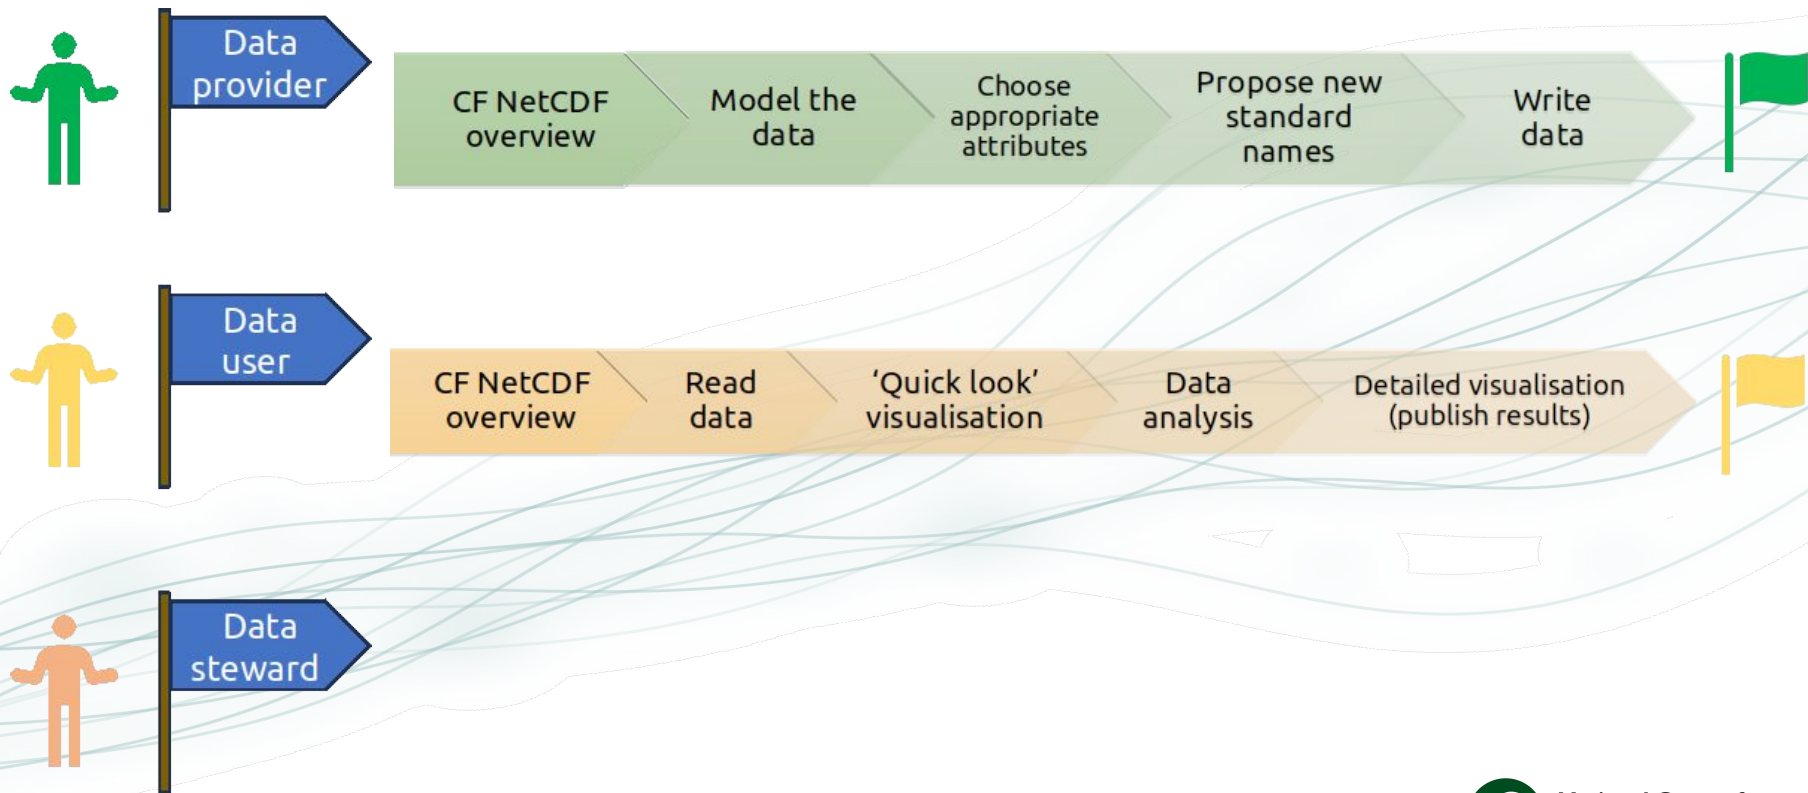 Data
provider
CF NetCDF
overview
Model the
data
Choose
appropriate
attributes
Propose new
standard
names
Write
data
Data
user
CF NetCDF
overview
Read
data
‘Quick look’
visualisation
Data
analysis
Detailed visualisation
(publish results)
Data
steward